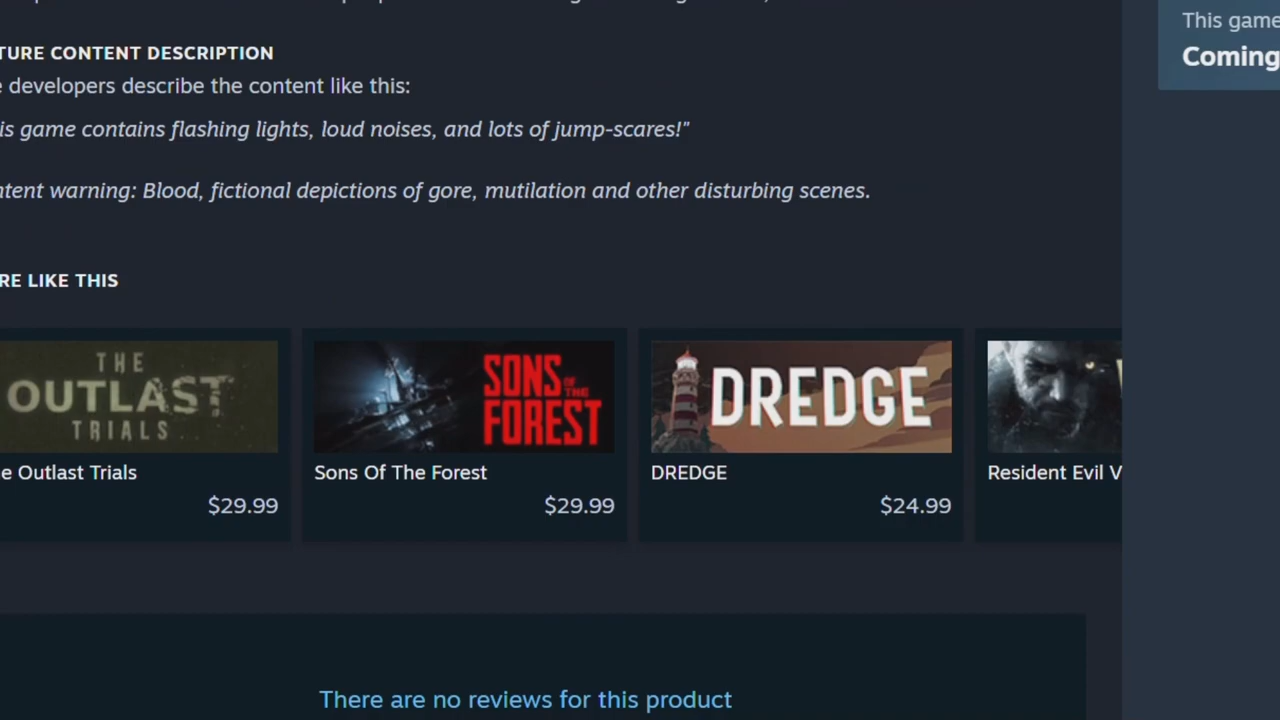 This game
Coming
TURE CONTENT DESCRIPTION
e developers describe the content like this:
is game contains flashing lights, loud noises, and lots of jump-scares!"
ntent warning: Blood, fictional depictions of gore, mutilation and other disturbing scenes.
RE LIKE THIS
THE
OUTLAST
TRIALS
SONS
OF
THE
FOREST
DREDGE
e Outlast Trials
Sons Of The Forest
DREDGE
Resident Evil V
$29.99
$29.99
$24.99
There are no reviews for this product